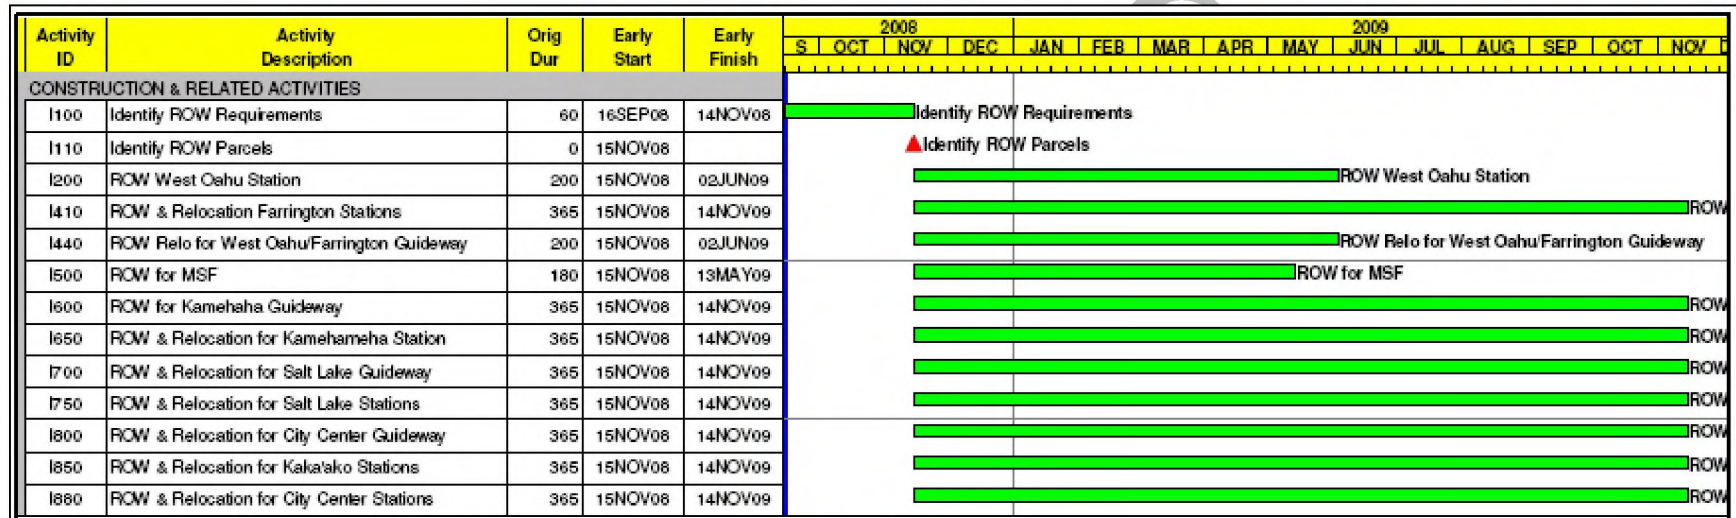 Activity ID Activity Description Orig Dur Early Start Early Finish 2008 2009
S OCT NOV DEC JAN FEB MAR APR MAY JUN JUL AUG SEP OCT NOV
CONSTRUCTION & RELATED ACTIVITIES
I100 Identify ROW Requirements 60 16SEP08 14NOV08 Identify ROW Requirements
I110 Identify ROW Parcels 0 15NOV08 Identify ROW Parcels
I200 ROW West Oahu Station 200 15NOV08 02JUN09 ROW West Oahu Station
I410 ROW & Relocation Farrington Stations 365 15NOV08 14NOV09 ROW
I440 ROW Relo for West Oahu/Farrington Guideway 200 15NOV08 02JUN09 ROW Relo for West Oahu/Farrington Guideway
I500 ROW for MSF 180 15NOV08 13MAY09 ROW for MSF
I600 ROW for Kamehaha Guideway 365 15NOV08 14NOV09 ROW
I650 ROW & Relocation for Kamehameha Station 365 15NOV08 14NOV09 ROW
I700 ROW & Relocation for Salt Lake Guideway 365 15NOV08 14NOV09 ROW
I750 ROW & Relocation for Salt Lake Stations 365 15NOV08 14NOV09 ROW
I800 ROW & Relocation for City Center Guideway 365 15NOV08 14NOV09 ROW
I850 ROW & Relocation for Kaka'ako Stations 365 15NOV08 14NOV09 ROW
I880 ROW & Relocation for City Center Stations 365 15NOV08 14NOV09 ROW